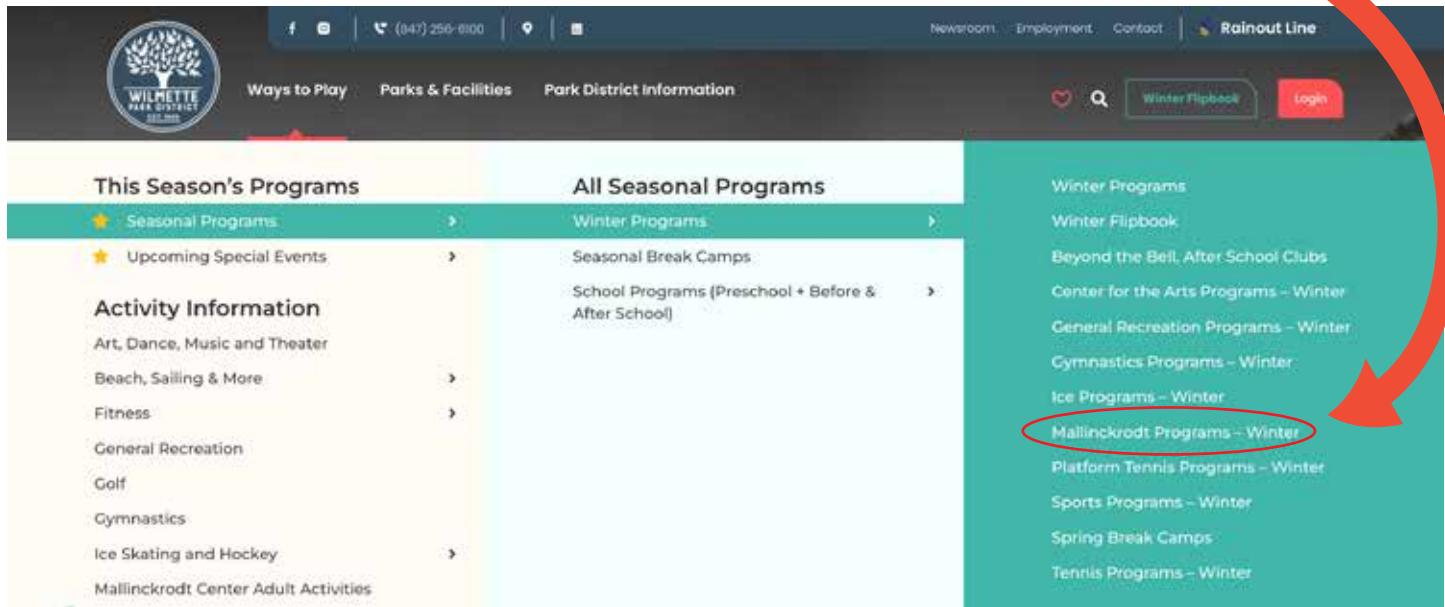 f
(847) 256-6100
Newsroom Employment Contact Rainout Line
WILMETTE
PARK DISTRICT
Ways to Play Parks & Facilities Park District Information
Winter Flipbook Login
This Season's Programs
Seasonal Programs
Upcoming Special Events
Activity Information
Art, Dance, Music and Theater
Beach, Sailing & More
Fitness
General Recreation
Golf
Gymnastics
Ice Skating and Hockey
Mallinckrodt Center Adult Activities
All Seasonal Programs
Winter Programs
Seasonal Break Camps
School Programs (Preschool + Before &
After School)
Winter Programs
Winter Flipbook
Beyond the Bell, After School Clubs
Center for the Arts Programs – Winter
General Recreation Programs – Winter
Gymnastics Programs – Winter
Ice Programs – Winter
Mallinckrodt Programs – Winter
Platform Tennis Programs – Winter
Sports Programs – Winter
Spring Break Camps
Tennis Programs – Winter